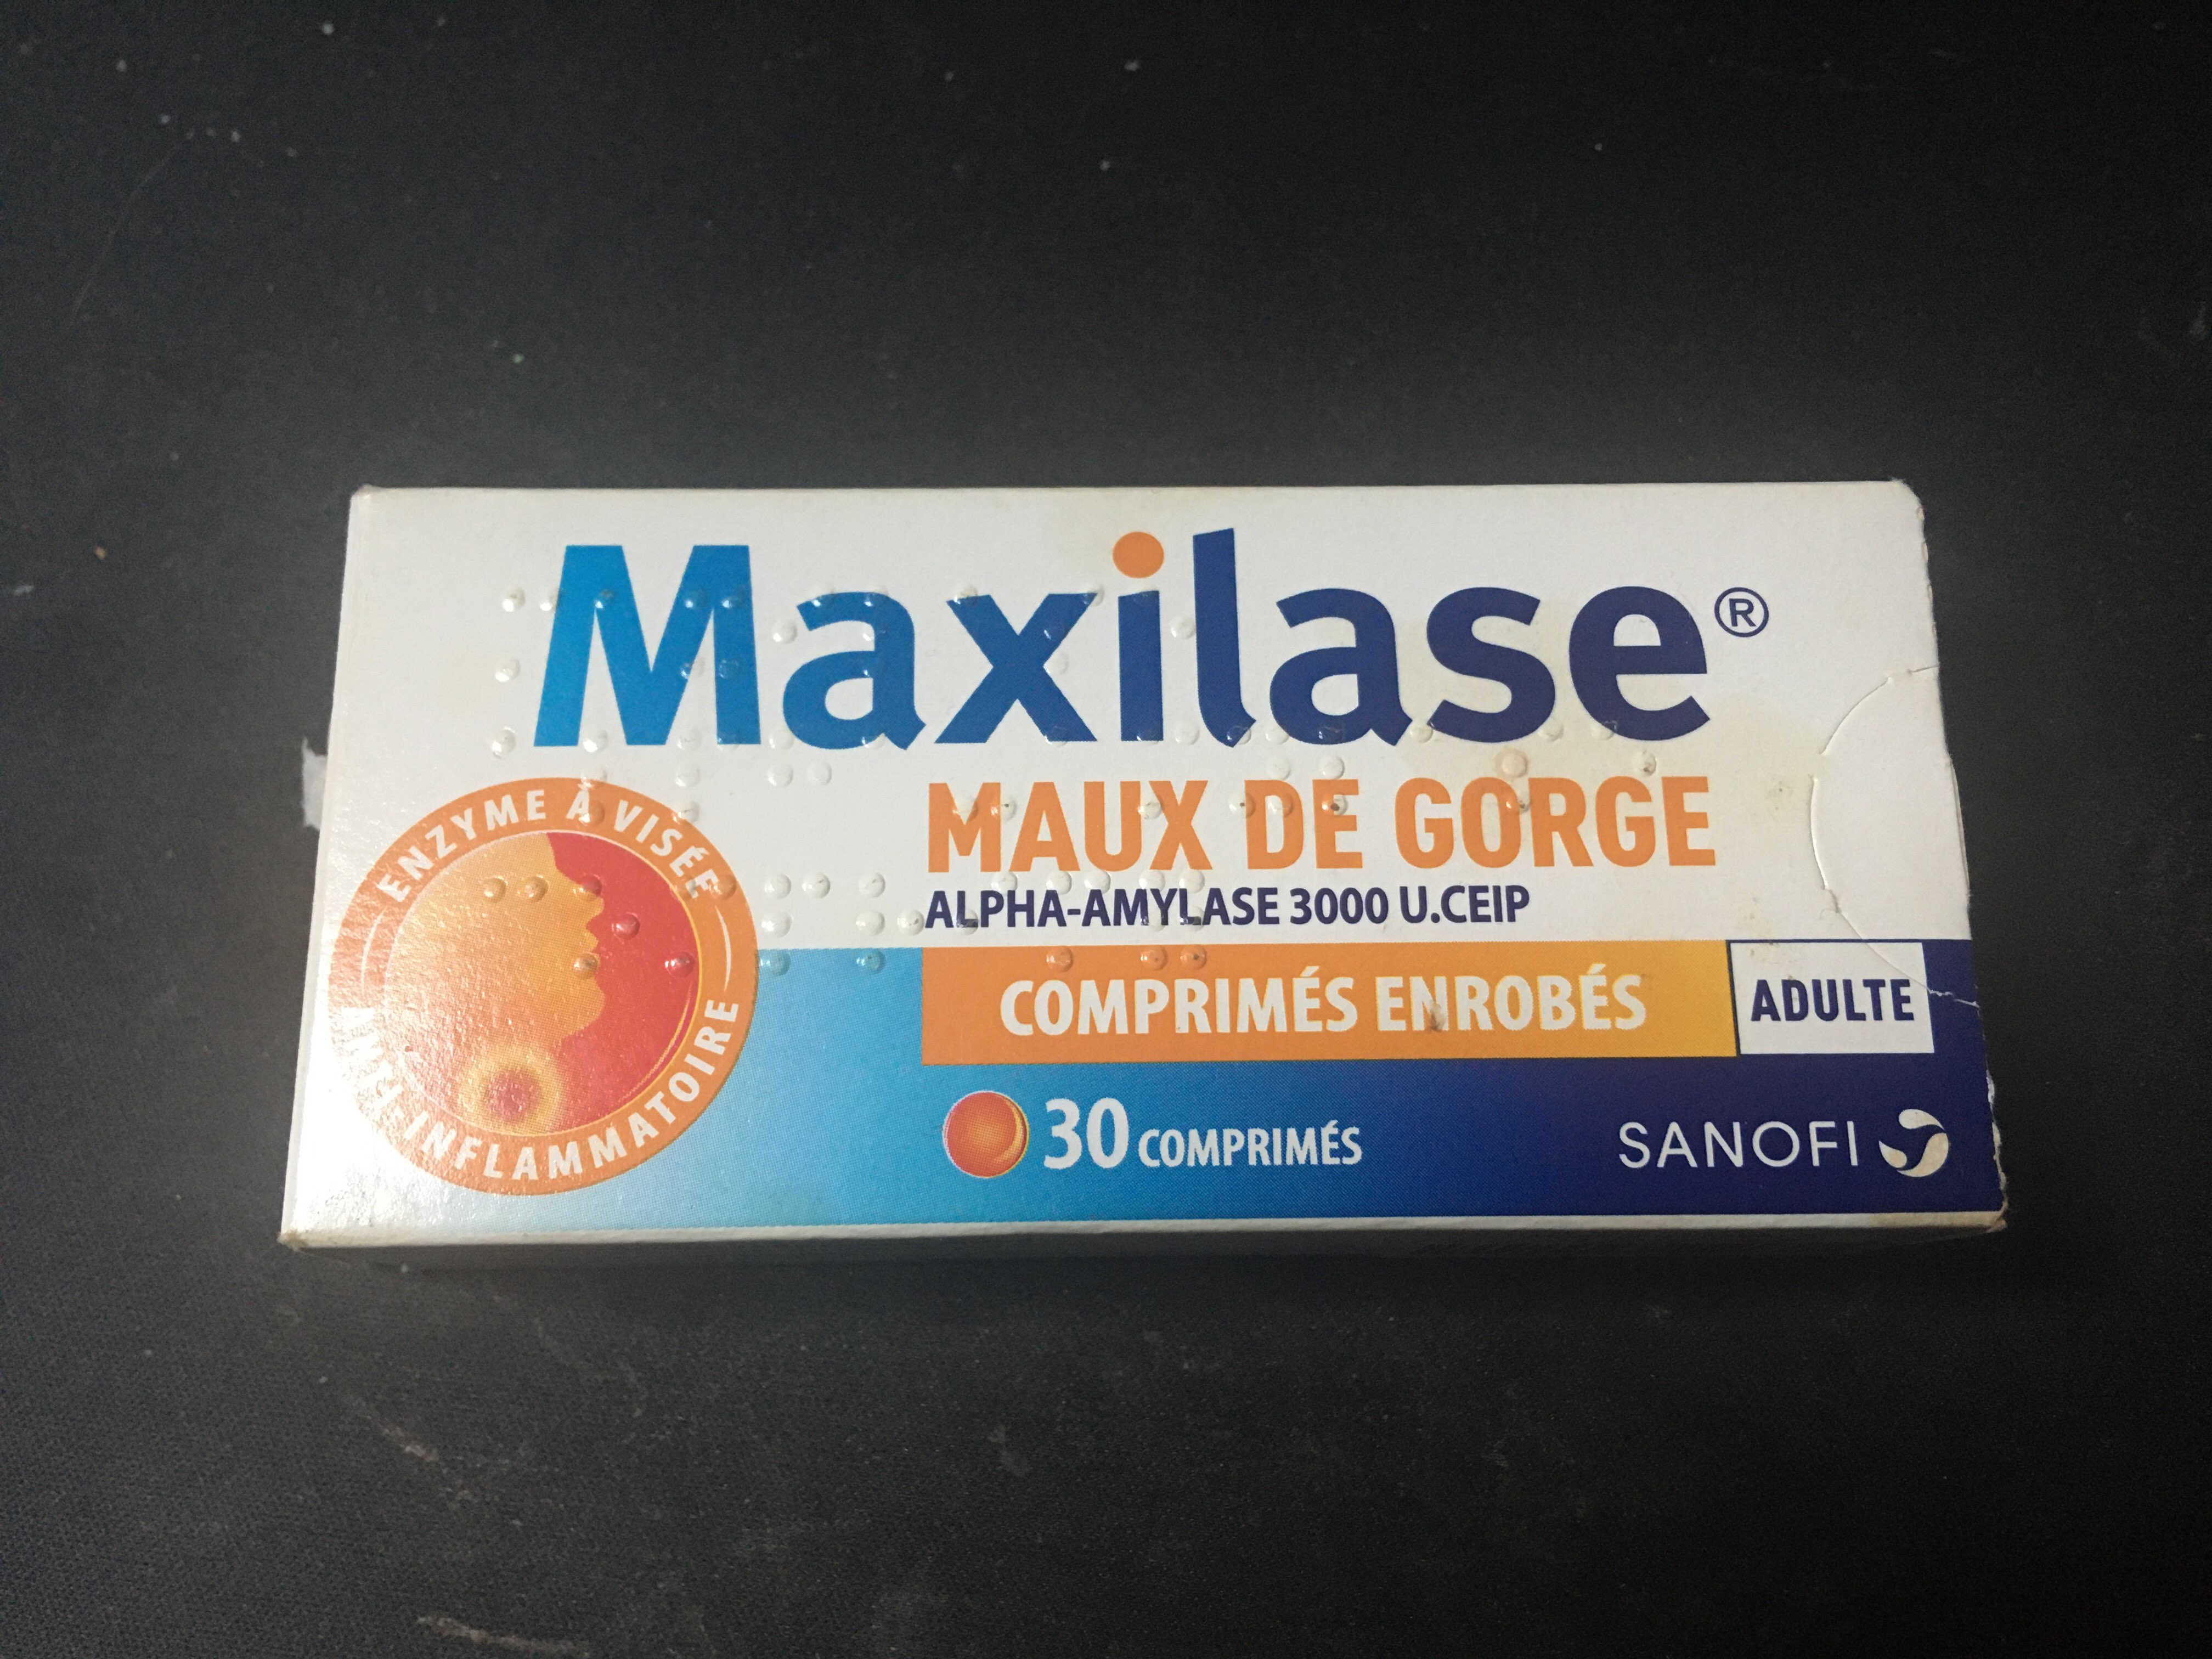 Maxilase®
MAUX DE GORGE
ALPHA-AMYLASE 3000 U.CEIP
COMPRIMÉS ENROBÉS
ADULTE
30 COMPRIMÉS
SANOFI
ENZYME À VISÉE
ANTI-INFLAMMATOIRE